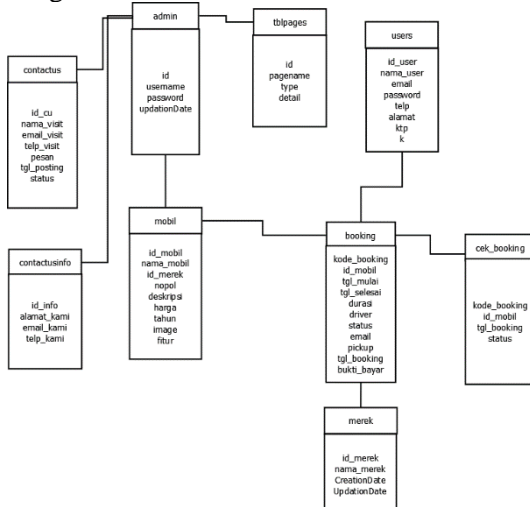 admin
id
username
password
updationDate
tblpages
id
pagename
type
detail
users
id_user
nama_user
email
password
telp
alamat
ktp
k
contactus
id_cu
nama_visit
email_visit
telp_visit
pesan
tgl_posting
status
contactusinfo
id_info
alamat_kami
email_kami
telp_kami
mobil
id_mobil
nama_mobil
id_merek
nopol
deskripsi
harga
tahun
image
fitur
booking
kode_booking
id_mobil
tgl_mulai
tgl_selesai
durasi
driver
status
email
pickup
tgl_booking
bukti_bayar
cek_booking
kode_booking
id_mobil
tgl_booking
status
merek
id_merek
nama_merek
CreationDate
UpdationDate